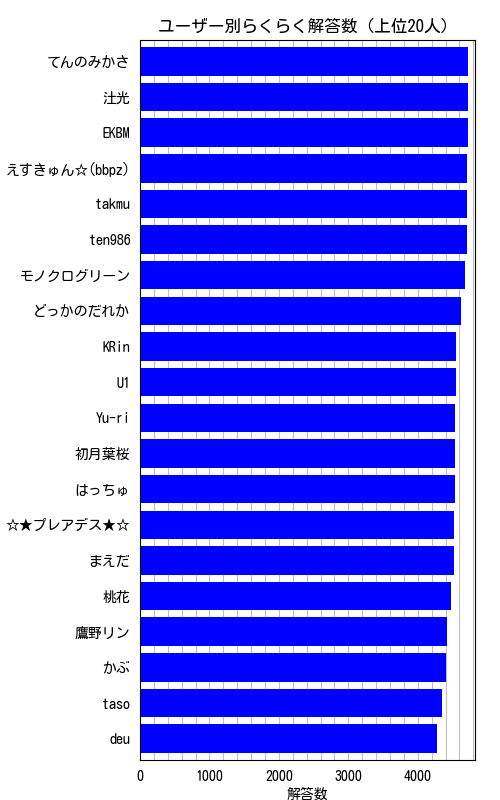 ユーザー別らくらく解答数 (上位20人)
てんのみかさ
汢光
EKBM
えすきゅん☆(bbpz)
takmu
ten986
モノクログリーン
どっかのだれか
KRin
U1
Yu-ri
初月葉桜
はっちゅ
☆★プレアデス★☆
まえだ
桃花
鷹野リン
かぶ
taso
deu
0 1000 2000 3000 4000
解答数